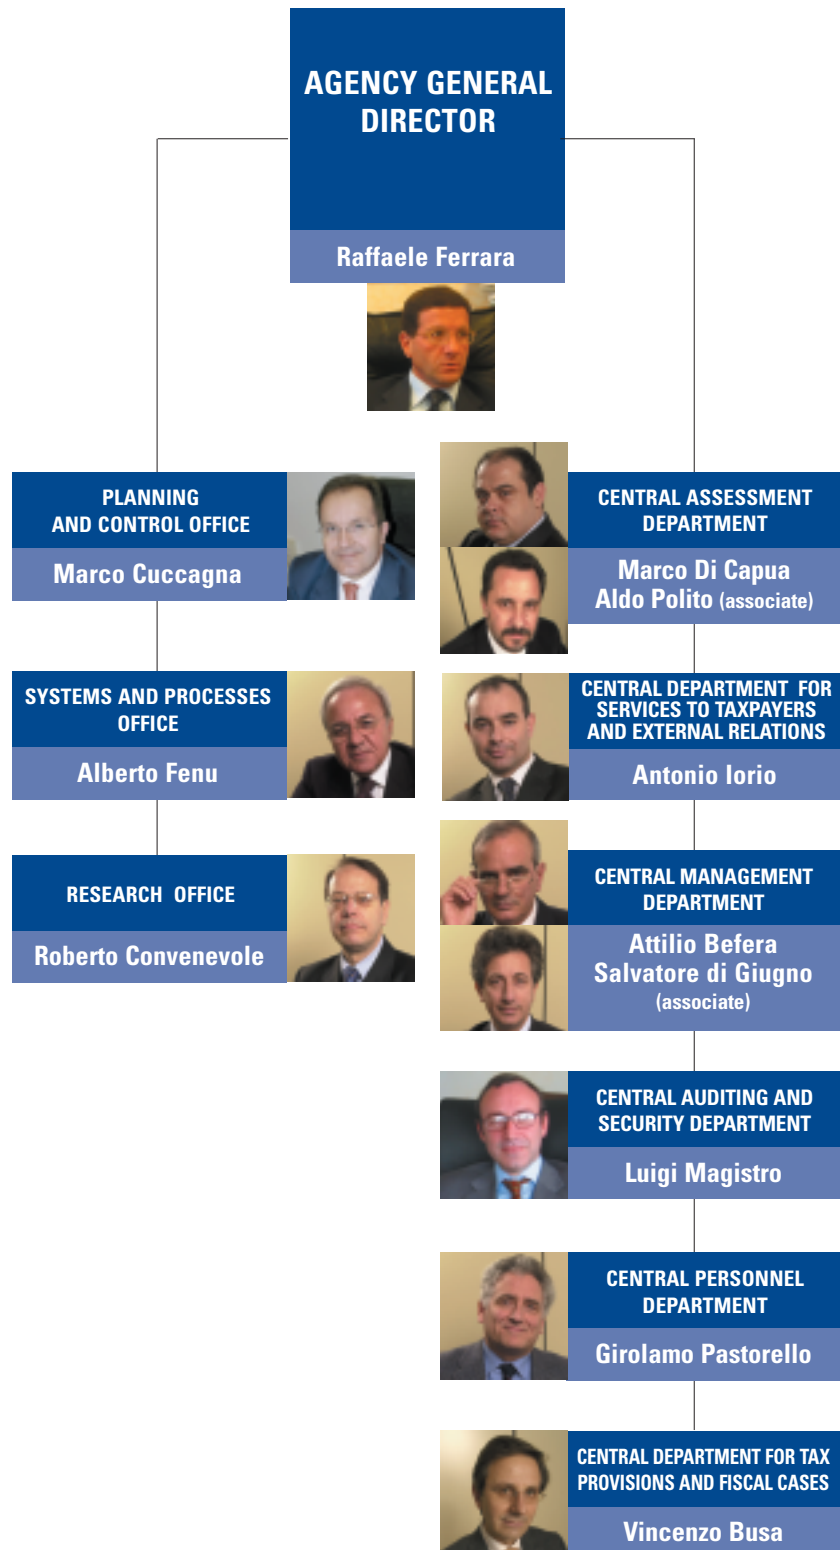 AGENCY GENERAL
DIRECTOR
Raffaele Ferrara
PLANNING
AND CONTROL OFFICE
Marco Cuccagna
SYSTEMS AND PROCESSES
OFFICE
Alberto Fenu
RESEARCH OFFICE
Roberto Convenevole
CENTRAL ASSESSMENT
DEPARTMENT
Marco Di Capua
Aldo Polito (associate)
CENTRAL DEPARTMENT FOR
SERVICES TO TAXPAYERS
AND EXTERNAL RELATIONS
Antonio Iorio
CENTRAL MANAGEMENT
DEPARTMENT
Attilio Befera
Salvatore di Giugno
(associate)
CENTRAL AUDITING AND
SECURITY DEPARTMENT
Luigi Magistro
CENTRAL PERSONNEL
DEPARTMENT
Girolamo Pastorello
CENTRAL DEPARTMENT FOR TAX
PROVISIONS AND FISCAL CASES
Vincenzo Busa